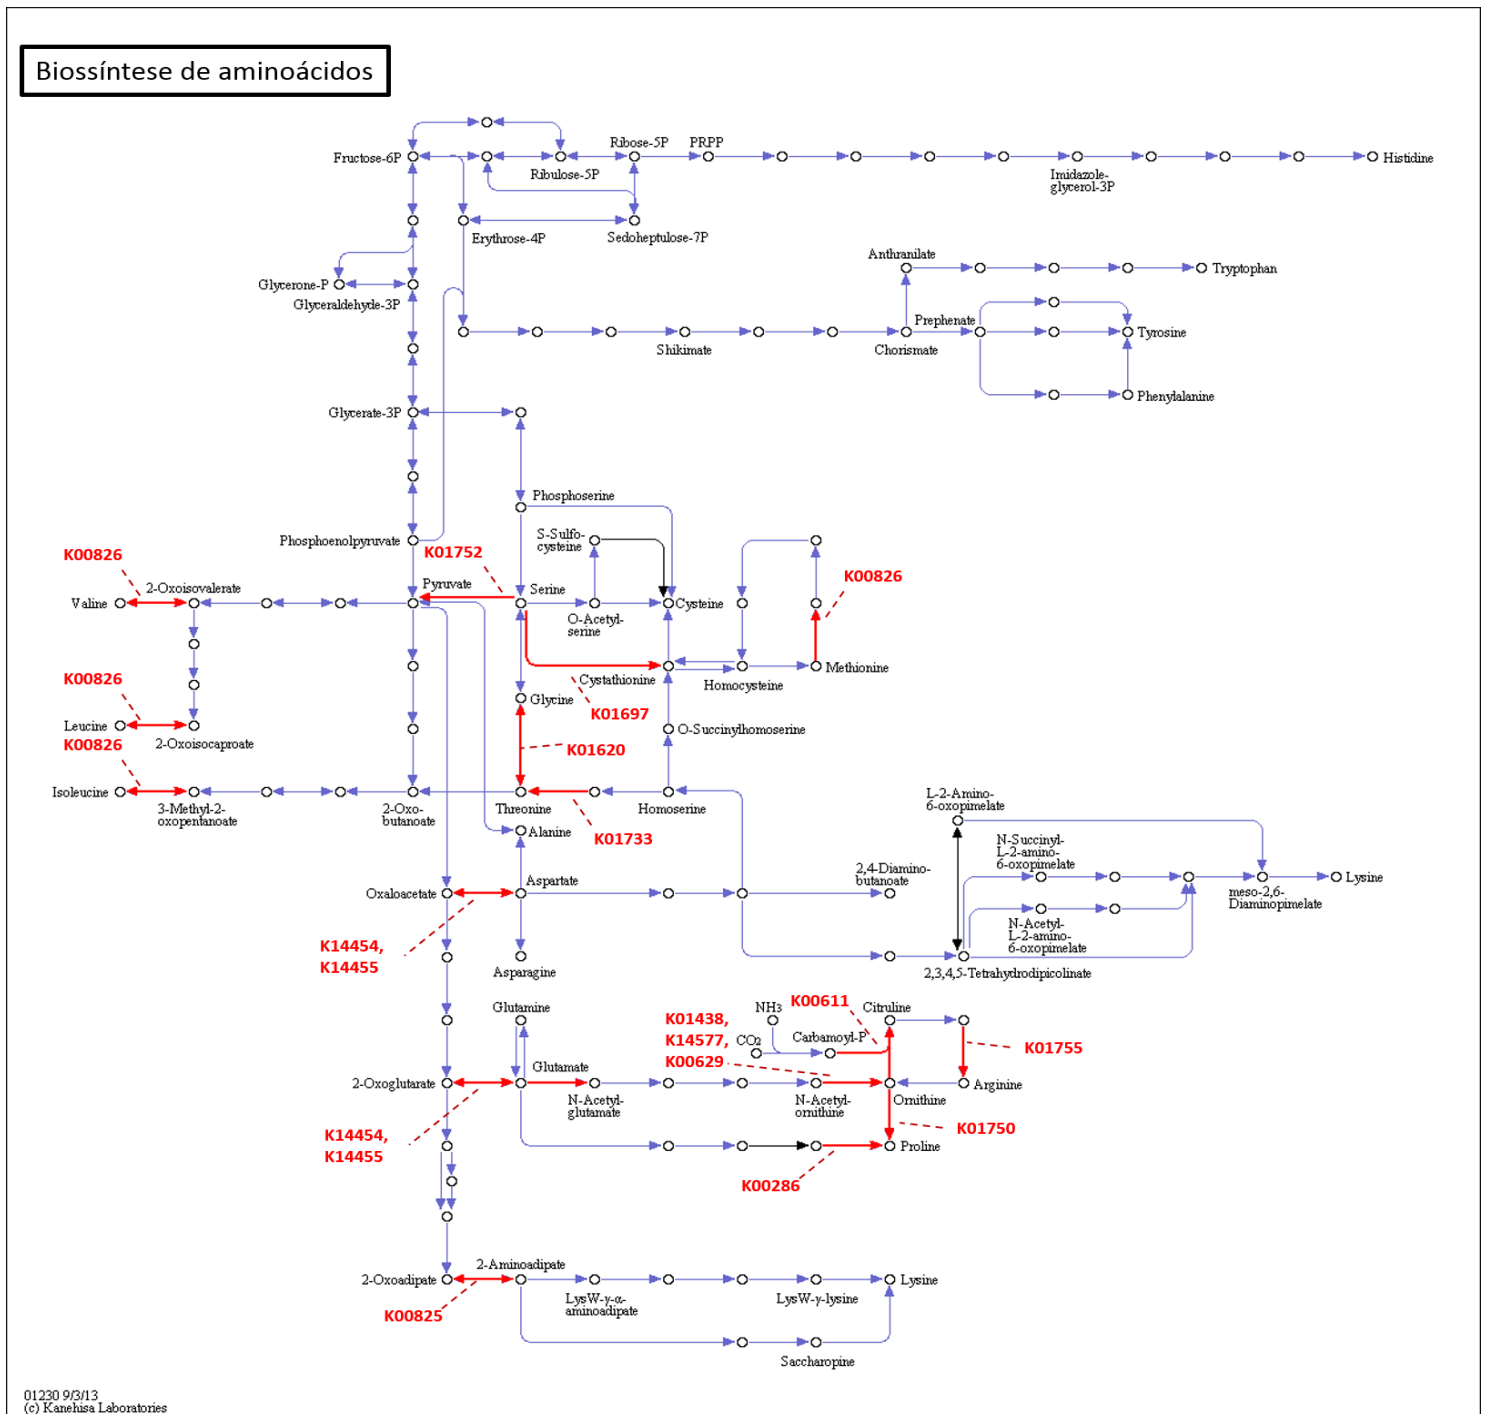 Biossíntese de aminoácidos
Fructose-6P
Ribose-5P
PRPP
Ribulose-5P
Imidazole-
glycerol-3P
Histidine
Erythrose-4P
Sedoheptulose-7P
Glycerone-P
Glyceraldehyde-3P
Anthranilate
Tryptophan
Prephenate
Tyrosine
Shikimate
Chorismate
Phenylalanine
Glycerate-3P
Phosphoserine
Phosphoenolpyruvate
S-Sulfo-
cysteine
K00826
K01752
2-Oxoisovalerate
Pyruvate
Serine
K00826
Valine
Cysteine
O-Acetyl-
serine
K00826
Cystathionine
Homocysteine
Methionine
Glycine
K01697
Leucine
2-Oxoisocaproate
O-Succinylhomoserine
K00826
K01620
Isoleucine
3-Methyl-2-
oxopentanoate
2-Oxo-
butanoate
Threonine
Homoserine
K01733
Alanine
L-2-Amino-
6-oxopimelate
N-Succinyl-
L-2-amino-
6-oxopimelate
2,4-Diamino-
butanoate
Oxaloacetate
Aspartate
Lysine
meso-2,6-
Diaminopimelate
N-Acetyl-
L-2-amino-
6-oxopimelate
K14454,
K14455
Asparagine
2,3,4,5-Tetrahydrodipicolinate
Glutamine
NH3
K00611
Citruline
K01438,
K14577,
K00629
CO2
Carbamoyl-P
K01755
2-Oxoglutarate
Glutamate
N-Acetyl-
glutamate
N-Acetyl-
ornithine
Ornithine
Arginine
K14454,
K14455
K01750
Proline
K00286
2-Oxoadipate
2-Aminoadipate
Lysine
K00825
LysW-γ-α-
aminoadipate
LysW-γ-lysine
Saccharopine
01230 9/3/13
(c) Kanehisa Laboratories